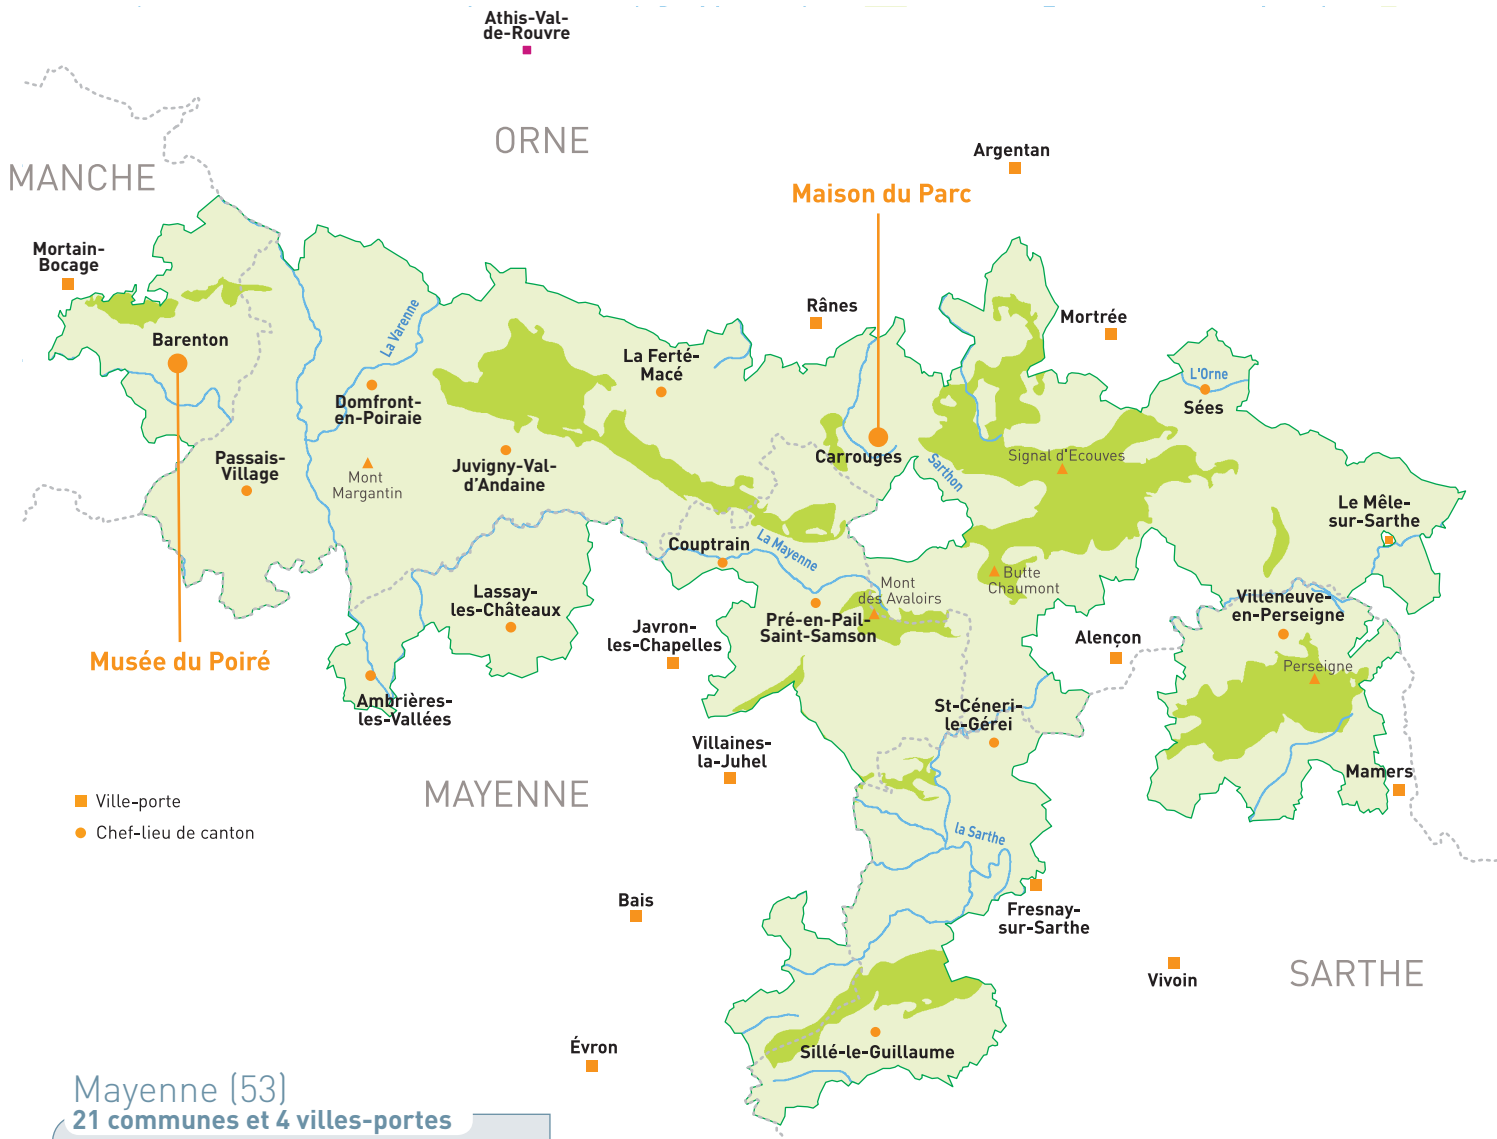 Athis-Val-
de-Rouvre
ORNE
MANCHE
Argentan
Maison du Parc
Mortain-
Bocage
Rânes
Mortrée
La Varenne
Barenton
La Ferté-
Macé
L'Orne
Sées
Domfront-
en-Poiraie
Carrouges
Signal d'Ecouves
Sarthon
Passais-
Village
Mont
Margantin
Juvigny-Val-
d'Andaine
Le Mêle-
sur-Sarthe
Couptrain
La Mayenne
Mont
des Avaloirs
Butte
Chaumont
Lassay-
les-Châteaux
Villeneuve-
en-Perseigne
Pré-en-Pail-
Saint-Samson
Javron-
les-Chapelles
Alençon
Musée du Poiré
Perseigne
Ambrières-
les-Vallées
St-Céneri-
le-Gérei
Villaines-
la-Juhel
Mamers
MAYENNE
Ville-porte
Chef-lieu de canton
la Sarthe
Bais
Fresnay-
sur-Sarthe
Vivoin
SARTHE
Évron
Sillé-le-Guillaume
Mayenne (53)
21 communes et 4 villes-portes